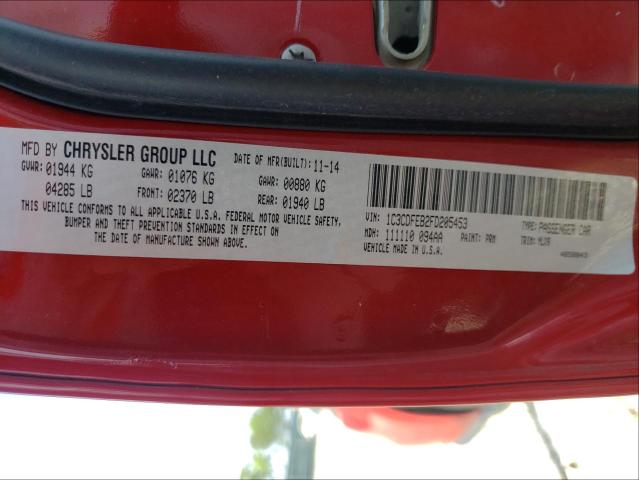 MFD BY CHRYSLER GROUP LLC DATE OF MFR(BUILT): 11-14
GVWR: 01944 KG GAWR: 01076 KG GAWR: 00880 KG
04285 LB FRONT: 02370 LB REAR: 01940 LB
THIS VEHICLE CONFORMS TO ALL APPLICABLE U.S.A. FEDERAL MOTOR VEHICLE SAFETY,
BUMPER AND THEFT PREVENTION STANDARDS IN EFFECT ON
THE DATE OF MANUFACTURE SHOWN ABOVE.
VIN: 1C3CDFEB2FD205453 TYPE: PASSENGER CAR
MDH: 111110 094AA PAINT: PRM TRIM:
VEHICLE MADE IN U.S.A.